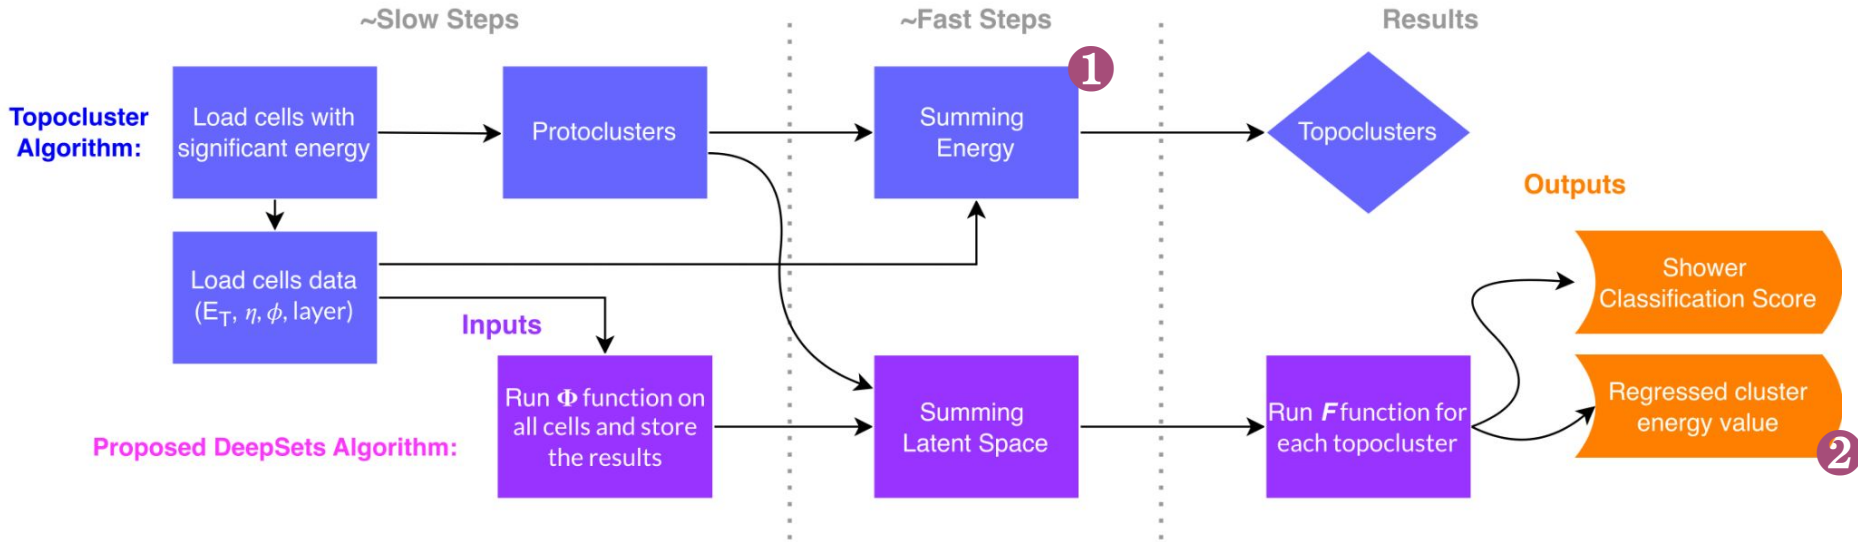 ~Slow Steps
~Fast Steps
Results
1
Topocluster
Algorithm:
Load cells with
significant energy
Protoclusters
Summing
Energy
Topoclusters
Outputs
Load cells data
(E_T, η, ϕ, layer)
Inputs
Shower
Classification Score
Run Φ function on
all cells and store
the results
Summing
Latent Space
Run F function for
each topocluster
Regressed cluster
energy value
2
Proposed DeepSets Algorithm: